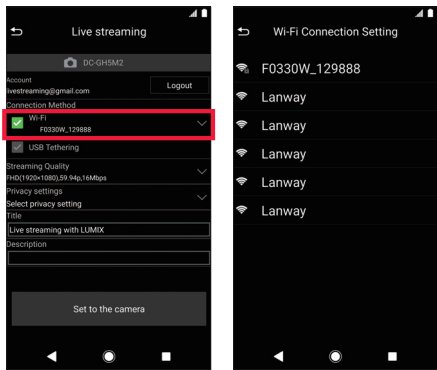 Live streaming
DC-GH5M2
Account
livestreaming@gmail.com
Logout
Connection Method
Wi-Fi
F0330W_129888
USB Tethering
Streaming Quality
FHD(1920×1080),59.94p,16Mbps
Privacy settings
Select privacy setting
Title
Live streaming with LUMIX
Description
Set to the camera
Wi-Fi Connection Setting
F0330W_129888
Lanway
Lanway
Lanway
Lanway
Lanway